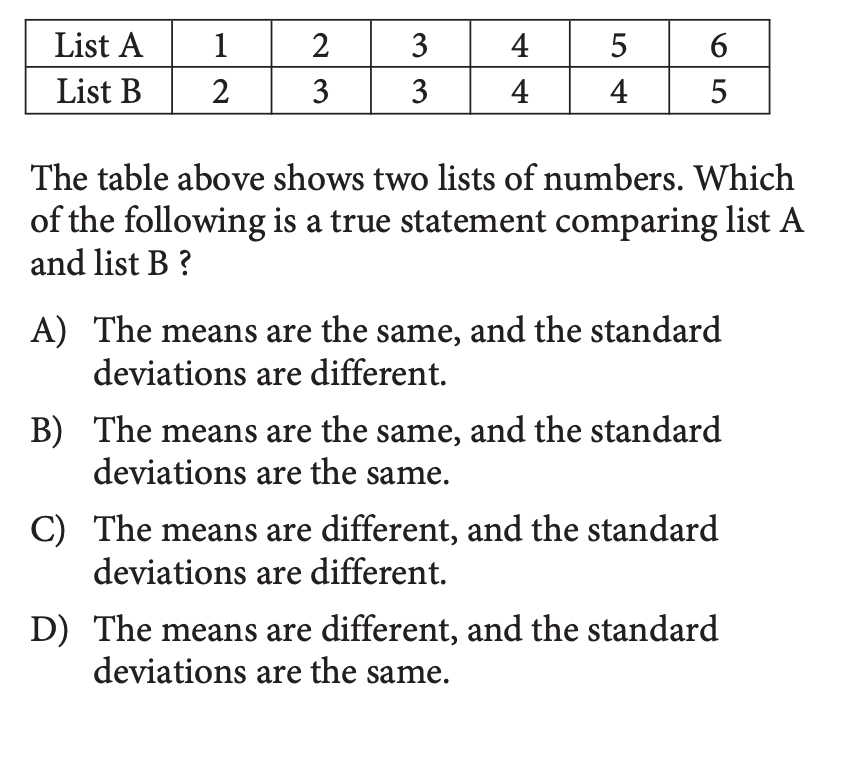 List A 1 2 3 4 5 6
List B 2 3 3 4 4 5
The table above shows two lists of numbers. Which
of the following is a true statement comparing list A
and list B ?
A) The means are the same, and the standard
deviations are different.
B) The means are the same, and the standard
deviations are the same.
C) The means are different, and the standard
deviations are different.
D) The means are different, and the standard
deviations are the same.